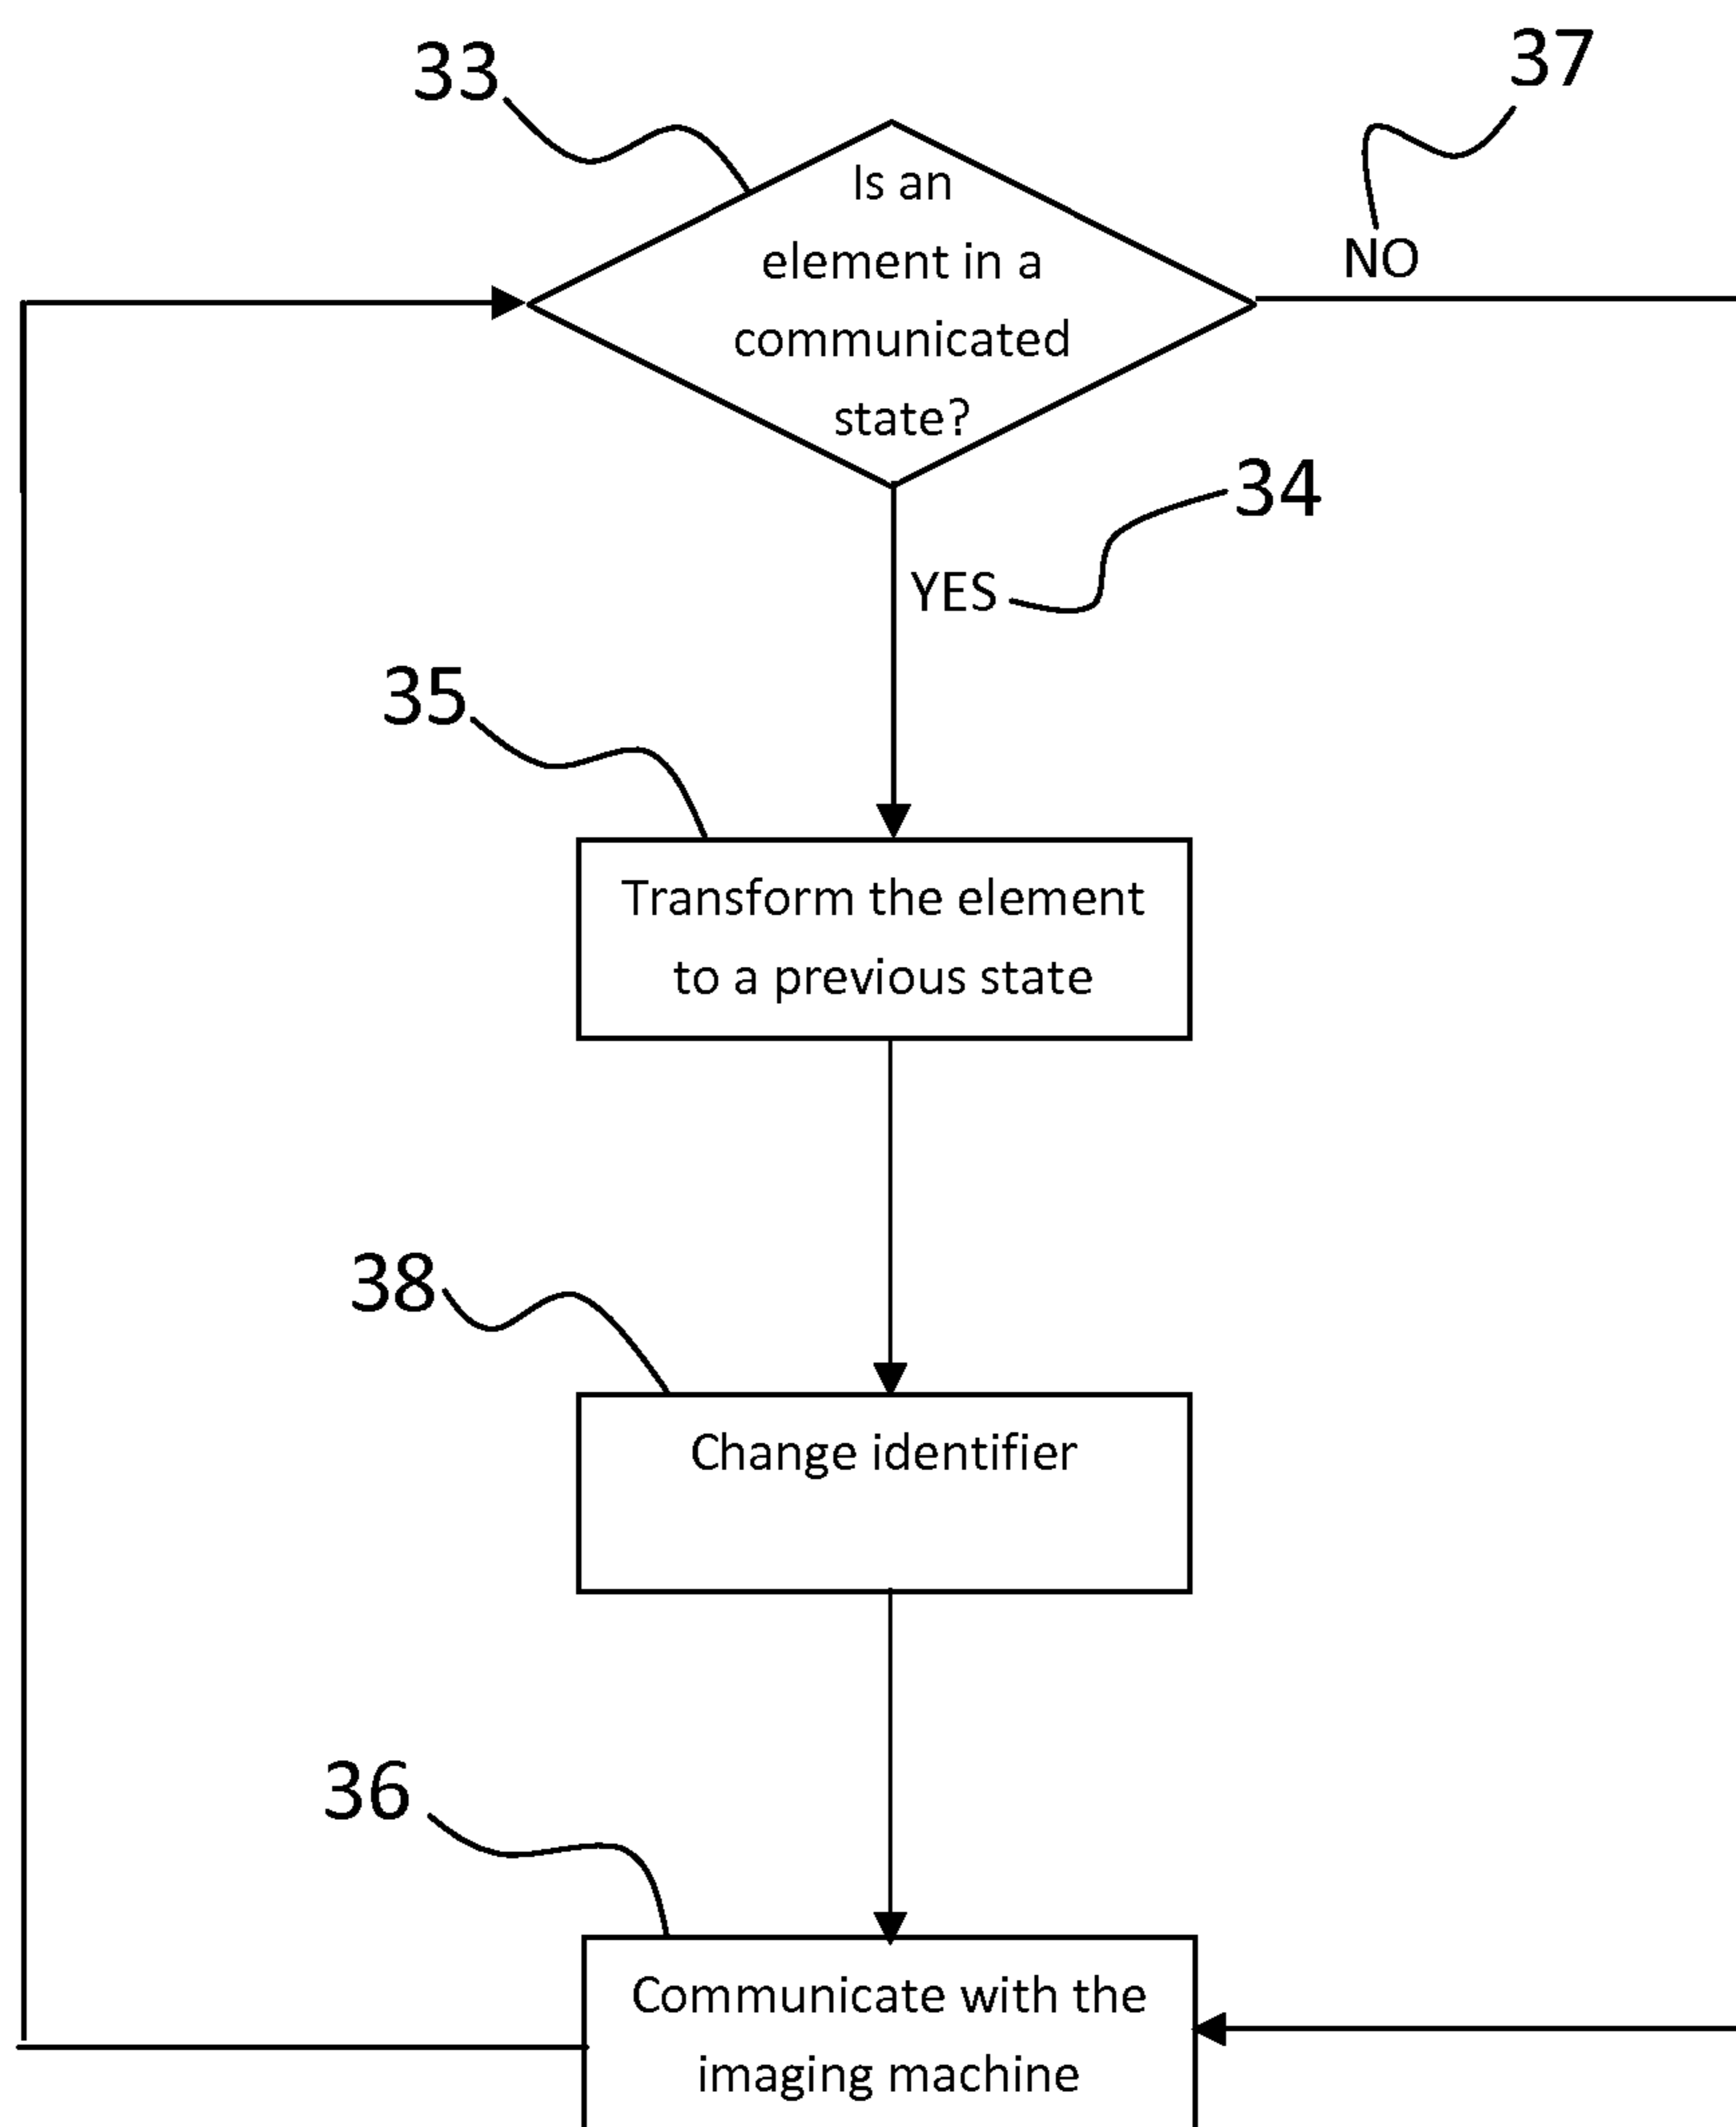 33
37
Is an
element in a
communicated
state?
NO
34
YES
35
Transform the element
to a previous state
38
Change identifier
36
Communicate with the
imaging machine